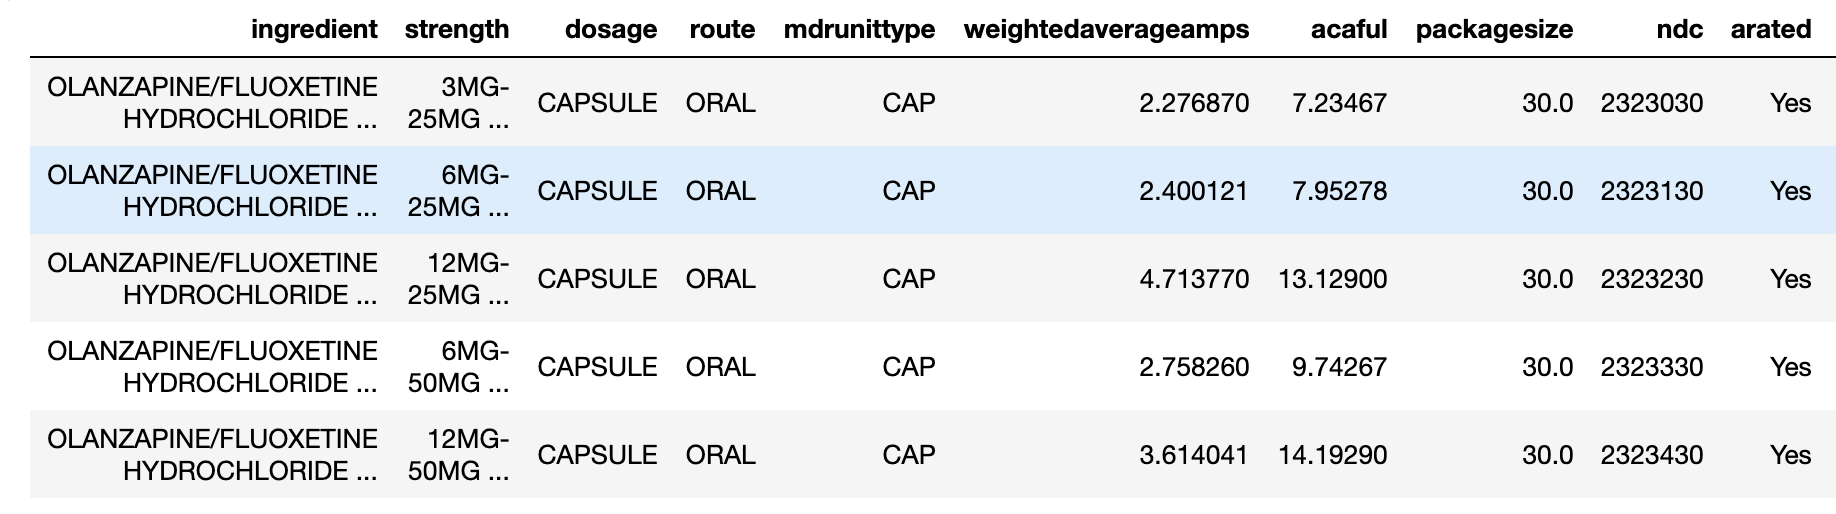 ingredient strength dosage route mdrunittype weightedaverageamps acaful packagesize ndc arated
OLANZAPINE/FLUOXETINE HYDROCHLORIDE ... 3MG-25MG ... CAPSULE ORAL CAP 2.276870 7.23467 30.0 2323030 Yes
OLANZAPINE/FLUOXETINE HYDROCHLORIDE ... 6MG-25MG ... CAPSULE ORAL CAP 2.400121 7.95278 30.0 2323130 Yes
OLANZAPINE/FLUOXETINE HYDROCHLORIDE ... 12MG-25MG ... CAPSULE ORAL CAP 4.713770 13.12900 30.0 2323230 Yes
OLANZAPINE/FLUOXETINE HYDROCHLORIDE ... 6MG-50MG ... CAPSULE ORAL CAP 2.758260 9.74267 30.0 2323330 Yes
OLANZAPINE/FLUOXETINE HYDROCHLORIDE ... 12MG-50MG ... CAPSULE ORAL CAP 3.614041 14.19290 30.0 2323430 Yes